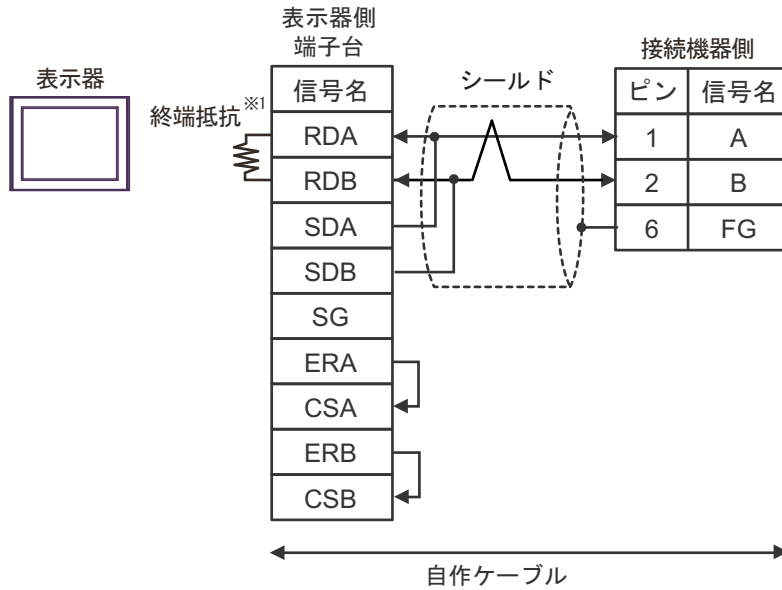 表示器側
端子台
接続機器側
表示器
シールド
終端抵抗※1
信号名
ピン 信号名
RDA
1 A
RDB
2 B
SDA
6 FG
SDB
SG
ERA
CSA
ERB
CSB
自作ケーブル